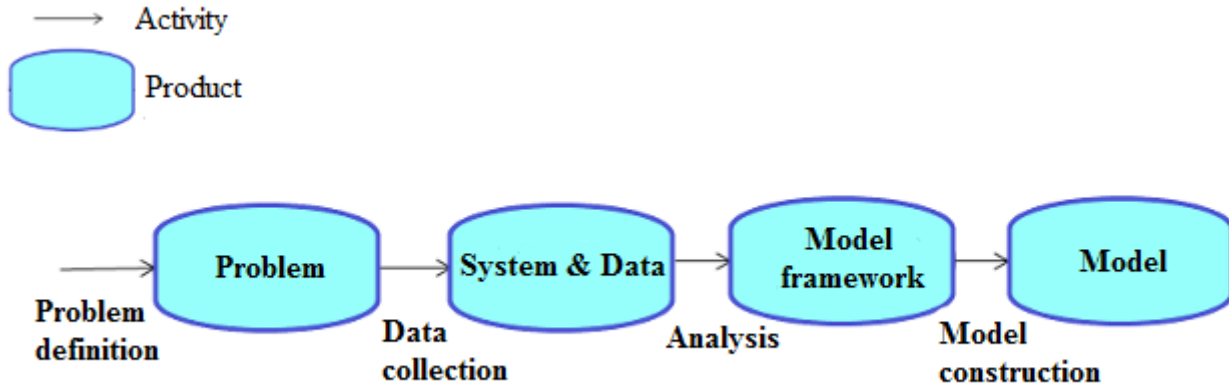 Activity
Product
Problem
System & Data
Model
framework
Model
Problem
definition
Data
collection
Analysis
Model
construction